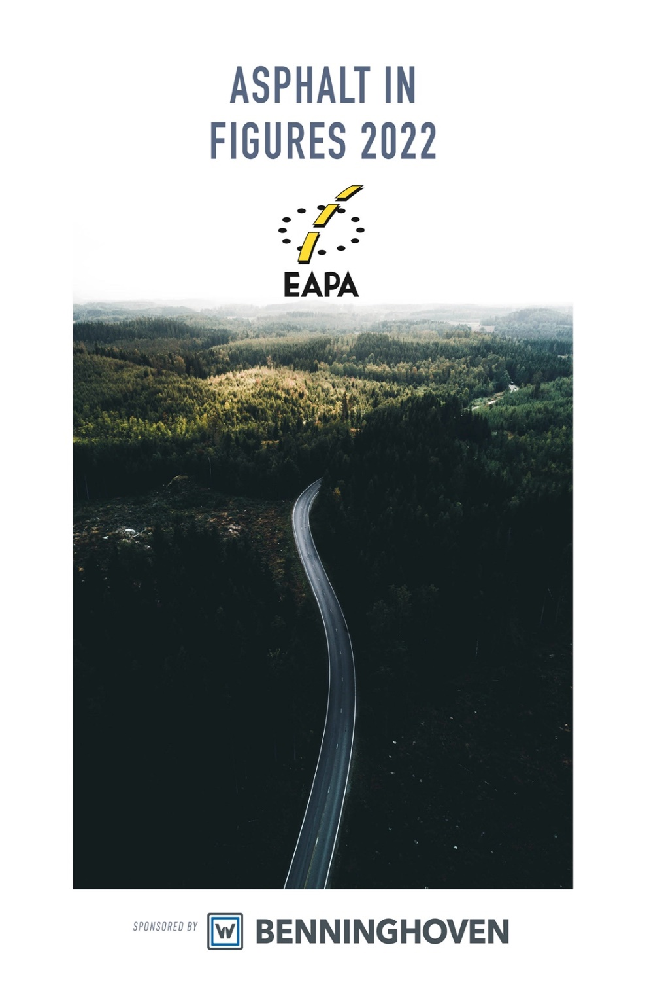 ASPHALT IN
FIGURES 2022
EAPA
SPONSORED BY W BENNINGHOVEN